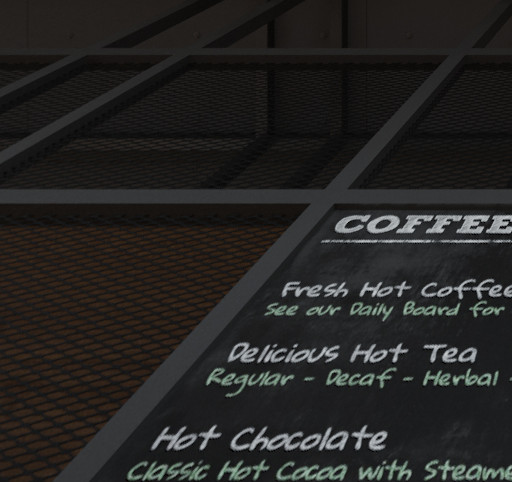 COFFEE
Fresh Hot Coffee
See our Daily Board for
Delicious Hot Tea
Regular - Decaf - Herbal -
Hot Chocolate
Classic Hot Cocoa with Steame